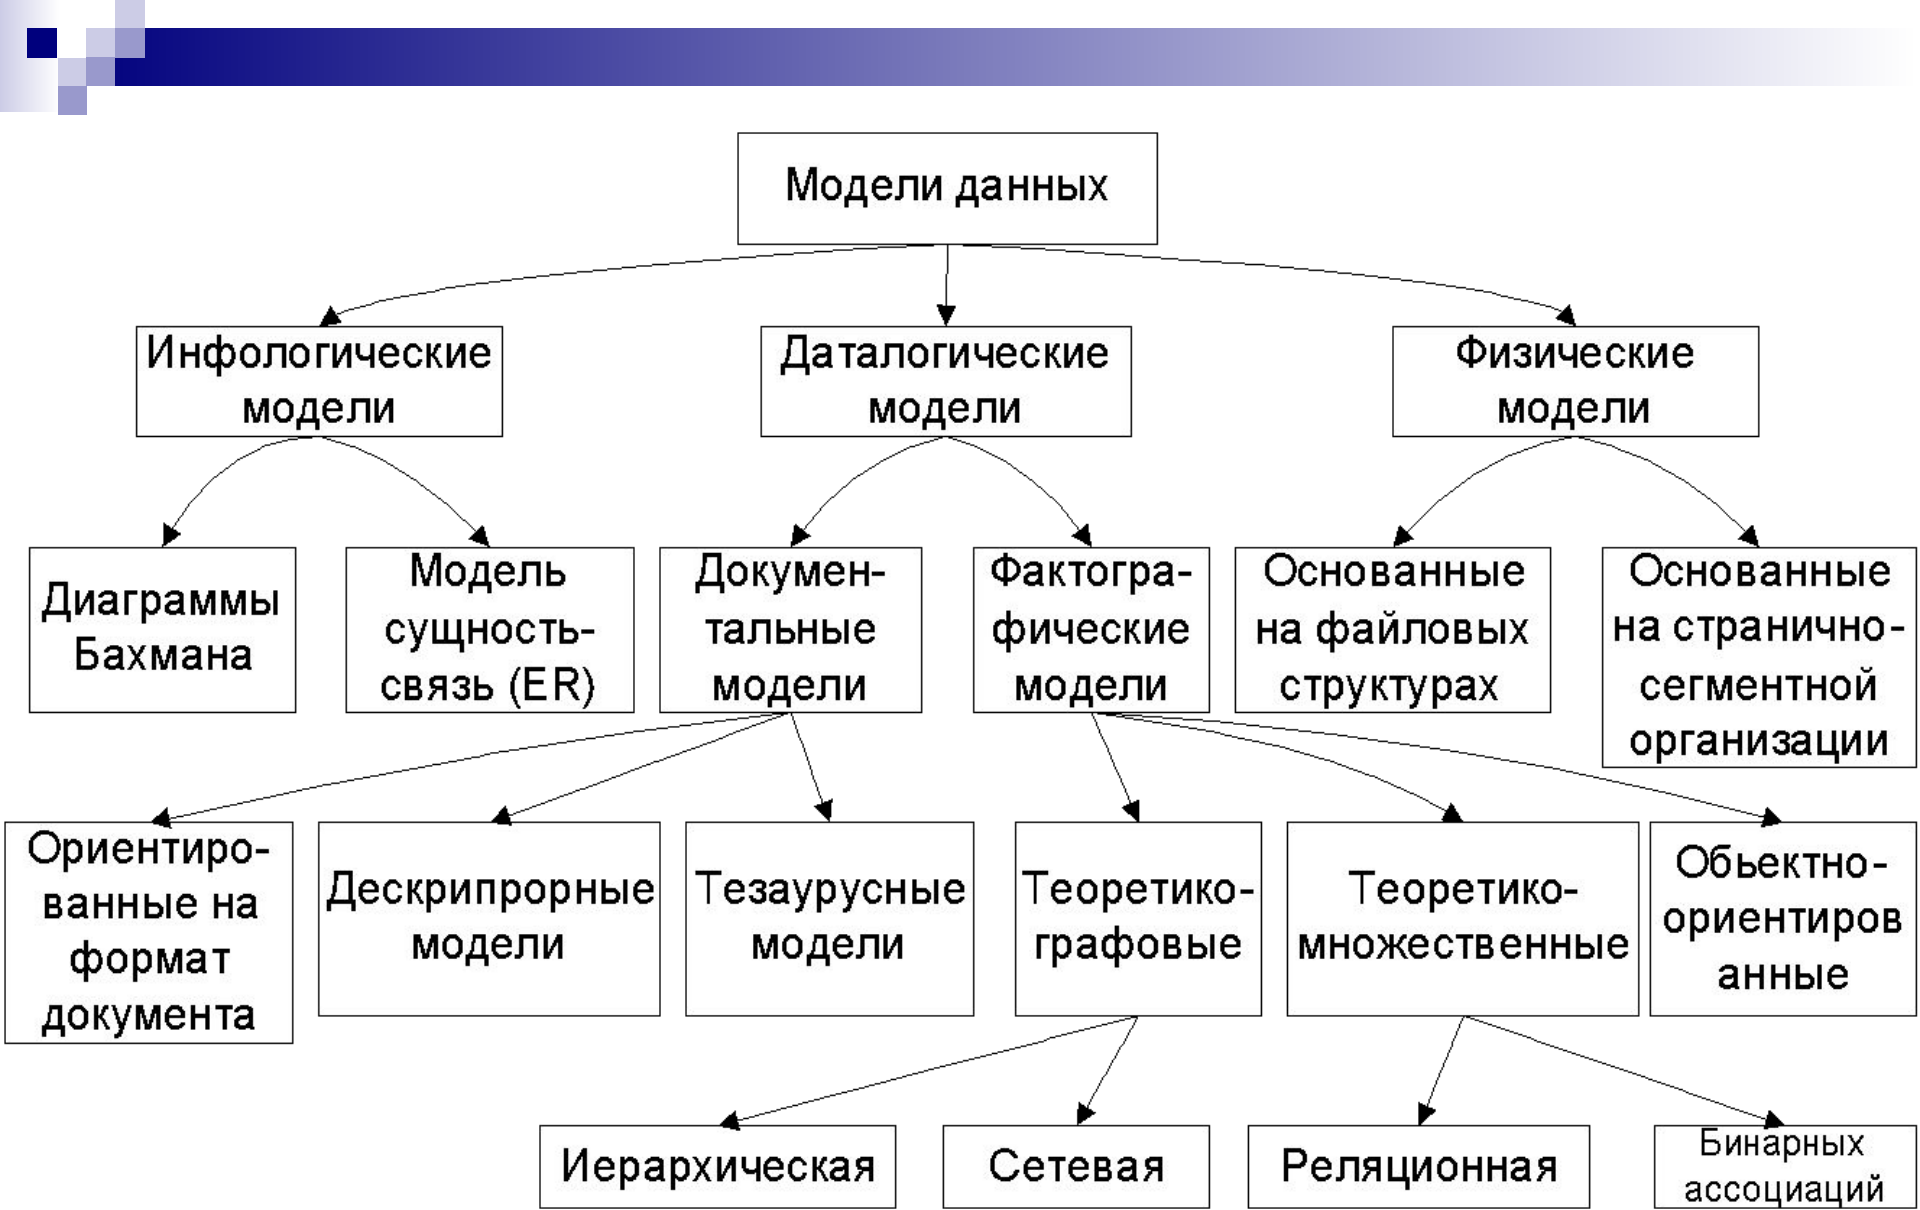 Модели данных
Инфологические
модели
Даталогические
модели
Физические
модели
Диаграммы
Бахмана
Модель
сущность-
связь (ER)
Докумен-
тальные
модели
Фактогра-
фические
модели
Основанные
на файловых
структурах
Основанные
на странично-
сегментной
организации
Ориентиро-
ванные на
формат
документа
Дескрипрорные
модели
Тезаурусные
модели
Теоретико-
графовые
Теоретико-
множественные
Обьектно-
ориентиров
анные
Иерархическая
Сетевая
Реляционная
Бинарных
ассоциаций